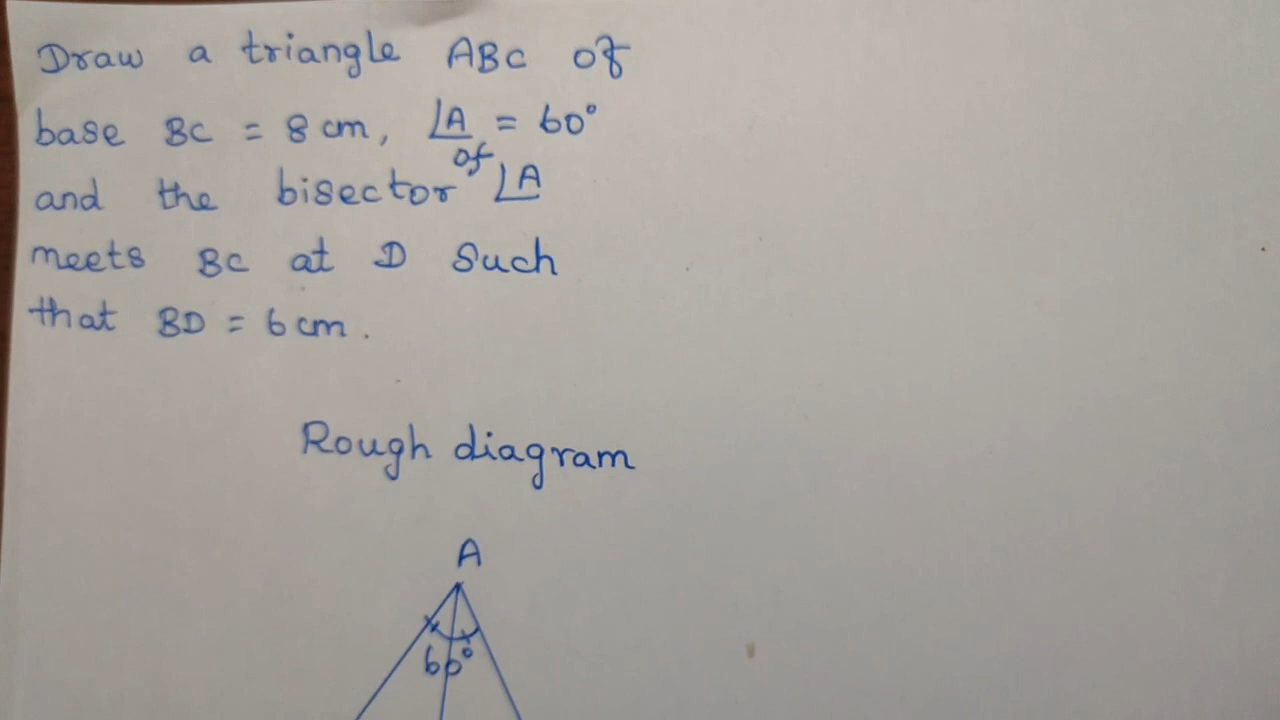 Draw a triangle ABC of
base BC = 8 cm, ∠A = 60°
and the bisector of ∠A
meets BC at D such
that BD = 6 cm.
Rough diagram
A
60°